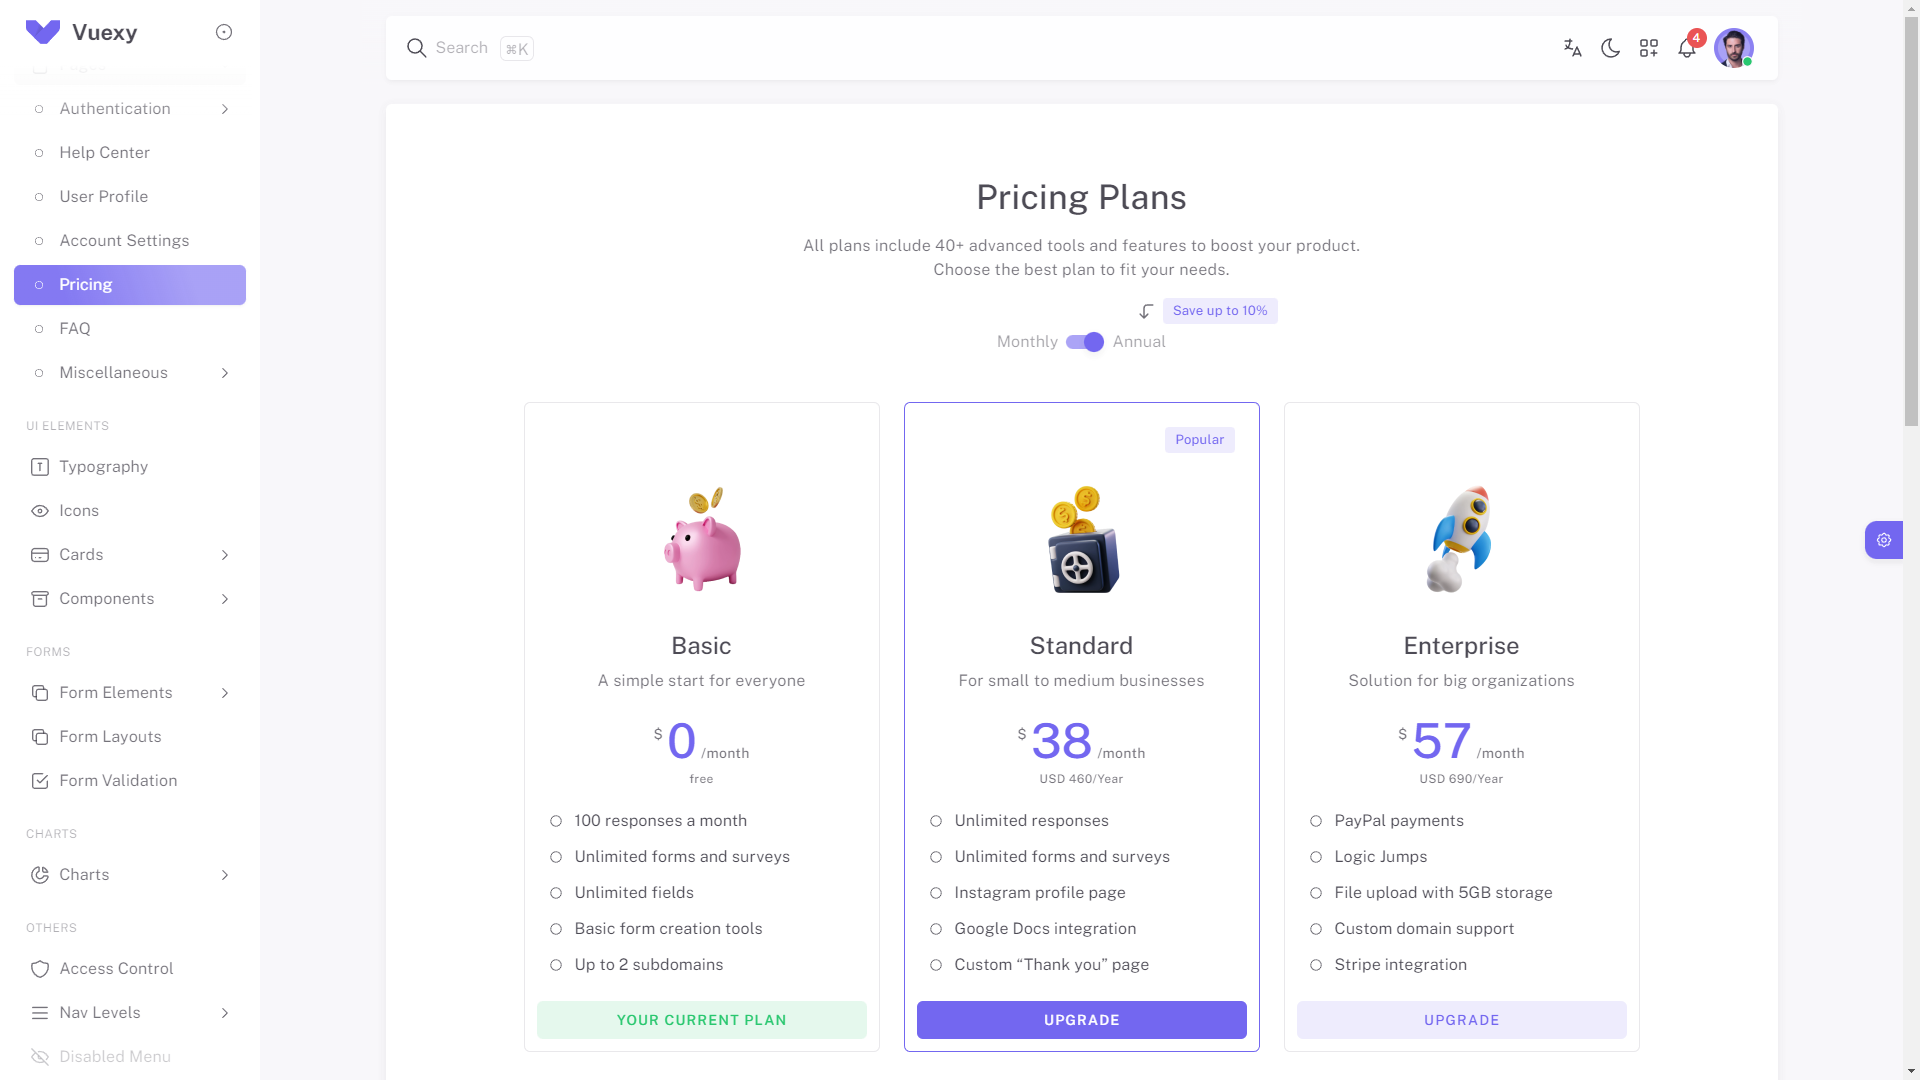 Vuexy
Authentication
Help Center
User Profile
Account Settings
Pricing
FAQ
Miscellaneous
UI ELEMENTS
Typography
Icons
Cards
Components
FORMS
Form Elements
Form Layouts
Form Validation
CHARTS
Charts
OTHERS
Access Control
Nav Levels
Disabled Menu
Search ⌘K
4
Pricing Plans
All plans include 40+ advanced tools and features to boost your product.
Choose the best plan to fit your needs.
Save up to 10%
Monthly Annual
Basic
A simple start for everyone
$ 0 /month
free
100 responses a month
Unlimited forms and surveys
Unlimited fields
Basic form creation tools
Up to 2 subdomains
YOUR CURRENT PLAN
Popular
Standard
For small to medium businesses
$ 38 /month
USD 460/Year
Unlimited responses
Unlimited forms and surveys
Instagram profile page
Google Docs integration
Custom “Thank you” page
UPGRADE
Enterprise
Solution for big organizations
$ 57 /month
USD 690/Year
PayPal payments
Logic Jumps
File upload with 5GB storage
Custom domain support
Stripe integration
UPGRADE